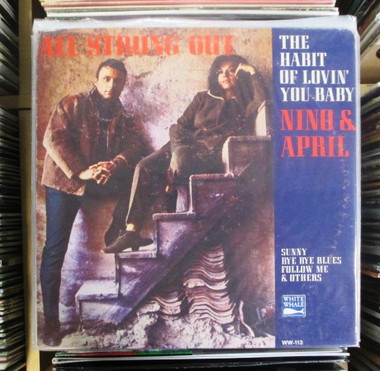 ALL STRUNG OUT
THE
HABIT
OF LOVIN'
YOU BABY
NINO &
APRIL
SUNNY
BYE BYE BLUES
FOLLOW ME
& OTHERS
WHITE
WHALE
WW-113